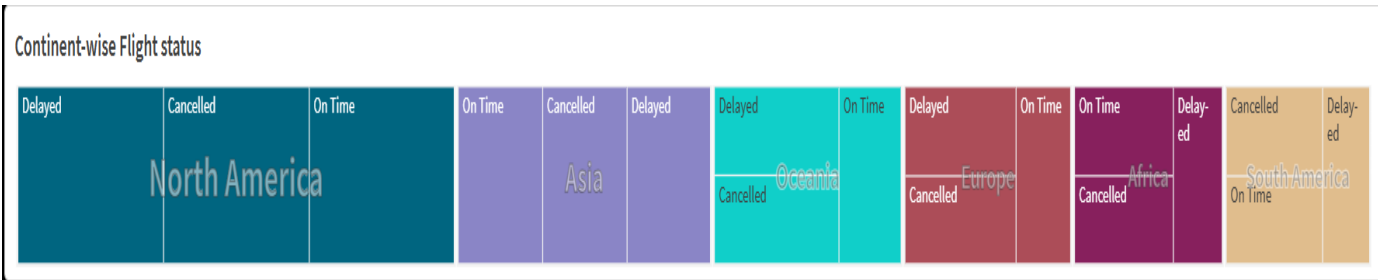 Continent-wise Flight status
Delayed
Cancelled
On Time
North America
On Time
Cancelled
Delayed
Asia
Delayed
On Time
Cancelled
Oceania
Delayed
On Time
Cancelled
Europe
On Time
Delay-
ed
Cancelled
Africa
Cancelled
Delay-
ed
On Time
South America